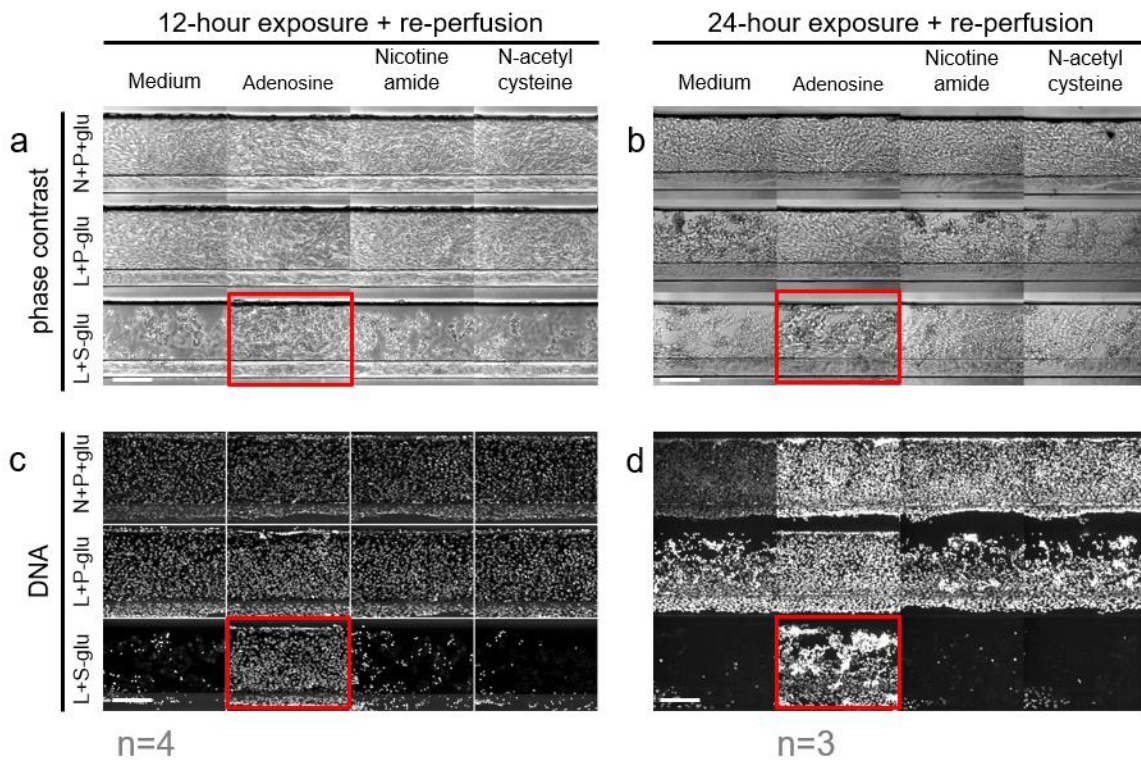 12-hour exposure + re-perfusion
24-hour exposure + re-perfusion
Medium
Adenosine
Nicotine
amide
N-acetyl
cysteine
Medium
Adenosine
Nicotine
amide
N-acetyl
cysteine
phase contrast
a
N+P+glu
L+P-glu
L+S-glu
b
DNA
c
N+P+glu
L+P-glu
L+S-glu
d
n=4
n=3